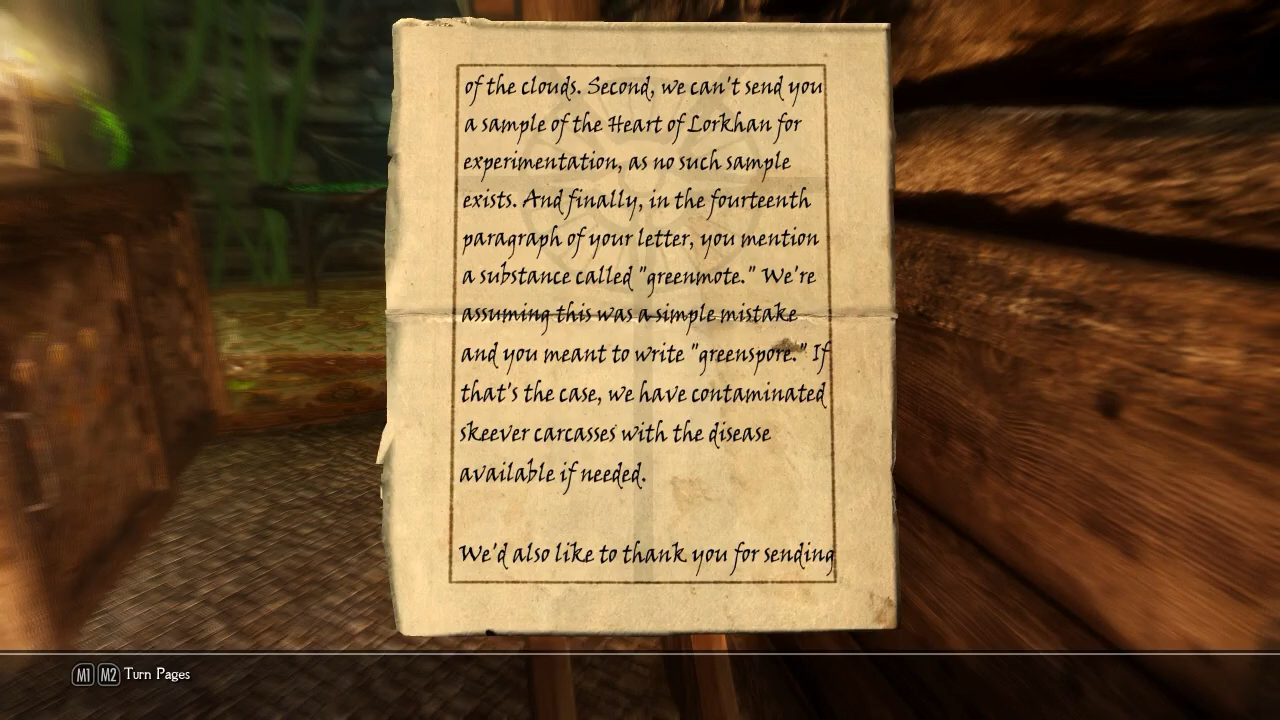 of the clouds. Second, we can't send you
a sample of the Heart of Lorkhan for
experimentation, as no such sample
exists. And finally, in the fourteenth
paragraph of your letter, you mention
a substance called "greenmote." We're
assuming this was a simple mistake
and you meant to write "greenspore." If
that's the case, we have contaminated
skeever carcasses with the disease
available if needed.
We'd also like to thank you for sending
M1 M2 Turn Pages